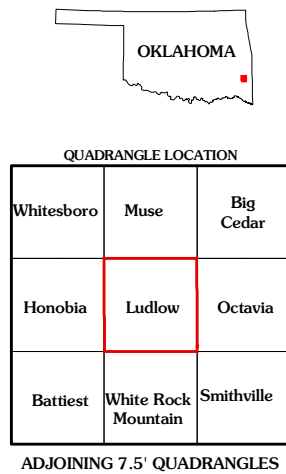 OKLAHOMA
QUADRANGLE LOCATION
Whitesboro
Muse
Big
Cedar
Honobia
Ludlow
Octavia
Battiest
White Rock
Mountain
Smithville
ADJOINING 7.5' QUADRANGLES